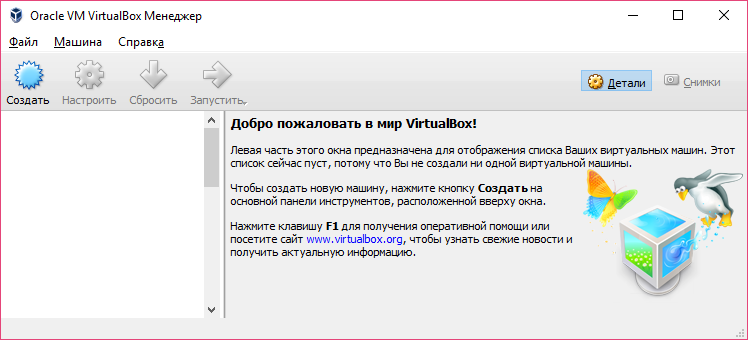 Oracle VM VirtualBox Менеджер
Файл Машина Справка
Создать Настроить Сбросить Запустить Детали Снимки
Добро пожаловать в мир VirtualBox!
Левая часть этого окна предназначена для отображения списка Ваших виртуальных машин. Этот
список сейчас пуст, потому что Вы не создали ни одной виртуальной машины.
Чтобы создать новую машину, нажмите кнопку Создать на
основной панели инструментов, расположенной вверху окна.
Нажмите клавишу F1 для получения оперативной помощи или
посетите сайт www.virtualbox.org, чтобы узнать свежие новости и
получить актуальную информацию.